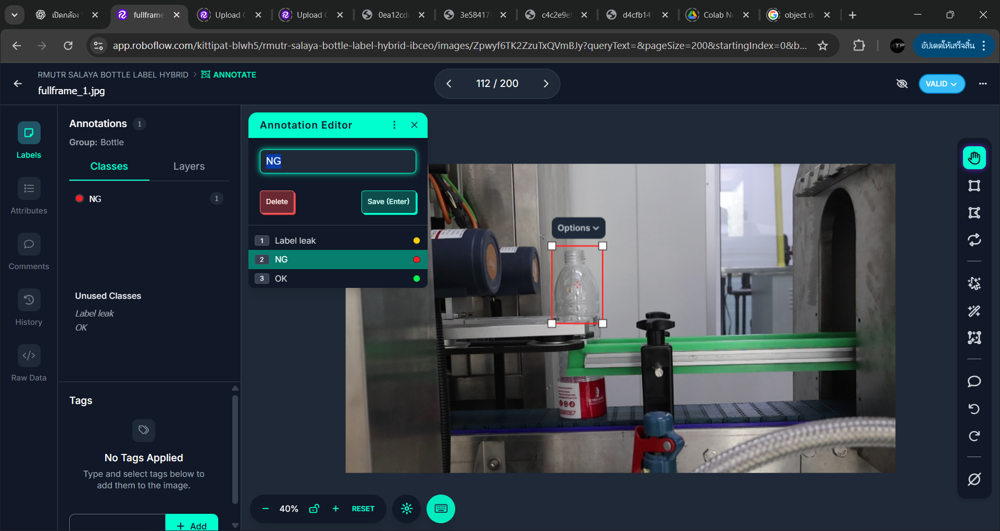 เปิดกล้อง
fullframe
Upload
Upload
0ea12cd
3e58417
c4c2e9e
d4cfb14
Colab No
object d
app.roboflow.com/kittipat-blwh5/rmutr-salaya-bottle-label-hybrid-ibceo/images/Zpwyf6TK2ZzuTxQVmBJy?queryText=&pageSize=200&startingIndex=0&b...
อัปเดตให้เสร็จสิ้น
RMUTR SALAYA BOTTLE LABEL HYBRID > ANNOTATE
fullframe_1.jpg
112 / 200
VALID
Labels
Attributes
Comments
History
Raw Data
Annotations 1
Group: Bottle
Classes Layers
NG 1
Unused Classes
Label leak
OK
Tags
No Tags Applied
Type and select tags below to
add them to the image.
+ Add
Annotation Editor
NG
Delete Save (Enter)
1 Label leak
2 NG
3 OK
Options
40% RESET